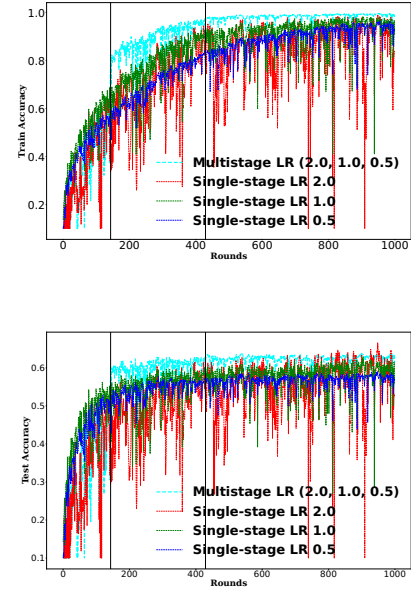 1.0
0.8
0.6
0.4
0.2
Train Accuracy
Multistage LR (2.0, 1.0, 0.5)
Single-stage LR 2.0
Single-stage LR 1.0
Single-stage LR 0.5
0 200 400 600 800 1000
Rounds
0.6
0.5
0.4
0.3
0.2
0.1
Test Accuracy
Multistage LR (2.0, 1.0, 0.5)
Single-stage LR 2.0
Single-stage LR 1.0
Single-stage LR 0.5
0 200 400 600 800 1000
Rounds